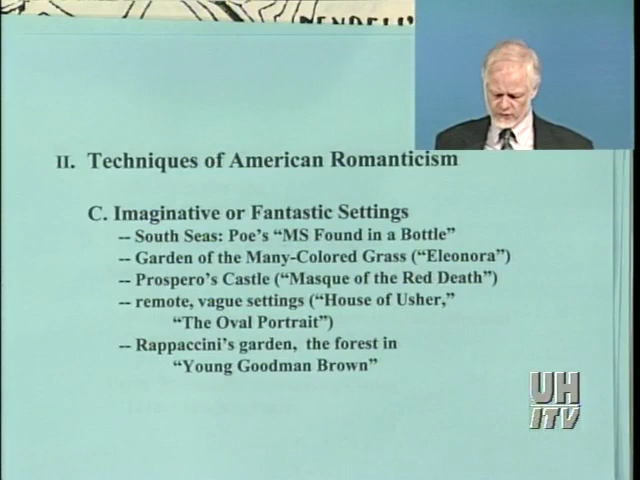 RENDELL'S
II. Techniques of American Romanticism
C. Imaginative or Fantastic Settings
-- South Seas: Poe's "MS Found in a Bottle"
-- Garden of the Many-Colored Grass ("Eleonora")
-- Prospero's Castle ("Masque of the Red Death")
-- remote, vague settings ("House of Usher,"
"The Oval Portrait")
-- Rappaccini's garden, the forest in
"Young Goodman Brown"
UH
ITV